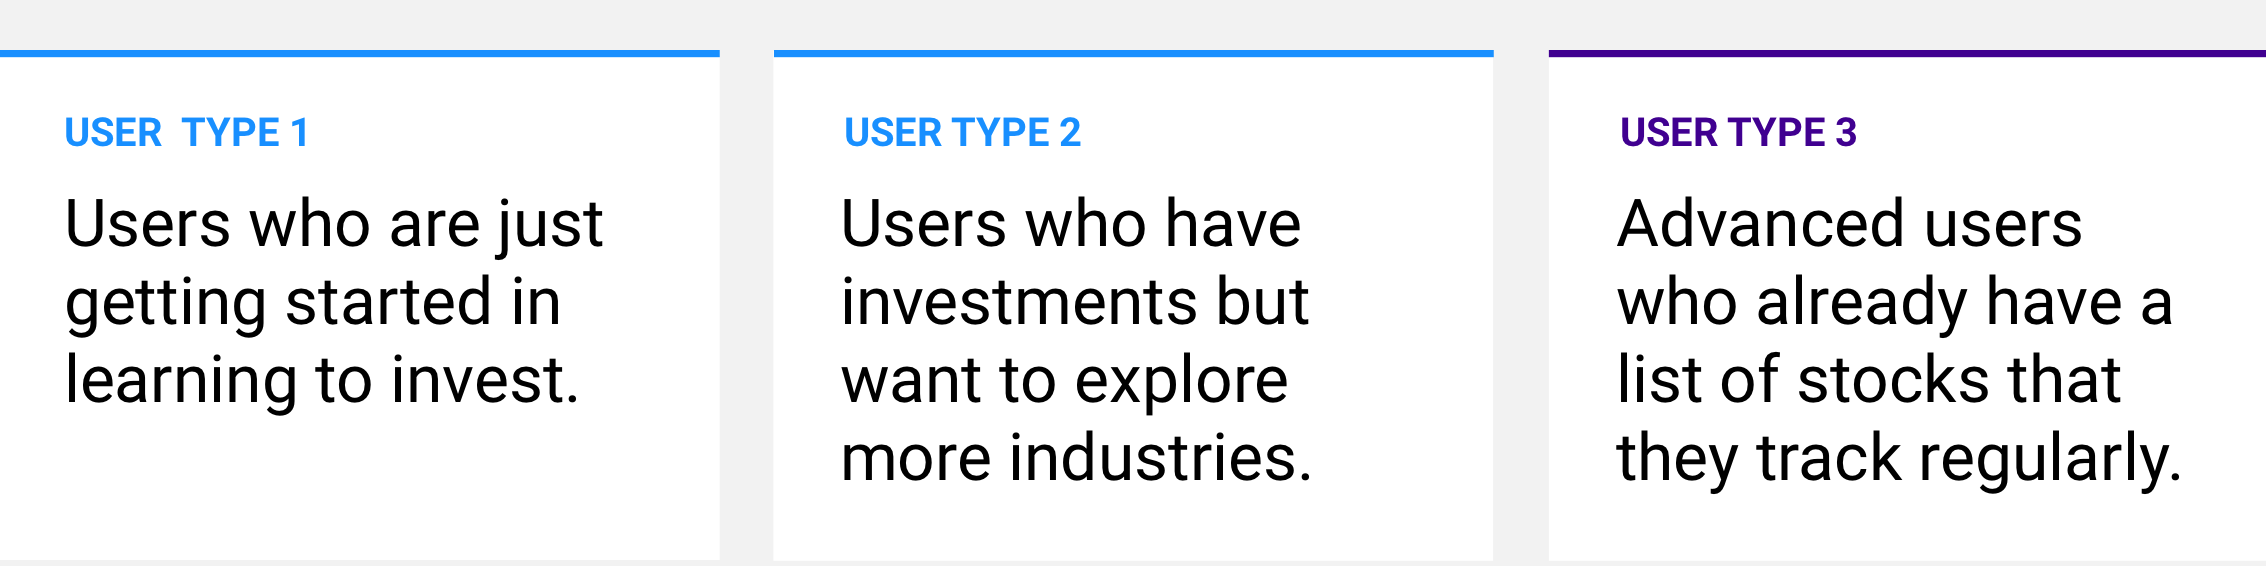 USER  TYPE 1
Users who are just
getting started in
learning to invest.
USER TYPE 2
Users who have
investments but
want to explore
more industries.
USER TYPE 3
Advanced users
who already have a
list of stocks that
they track regularly.